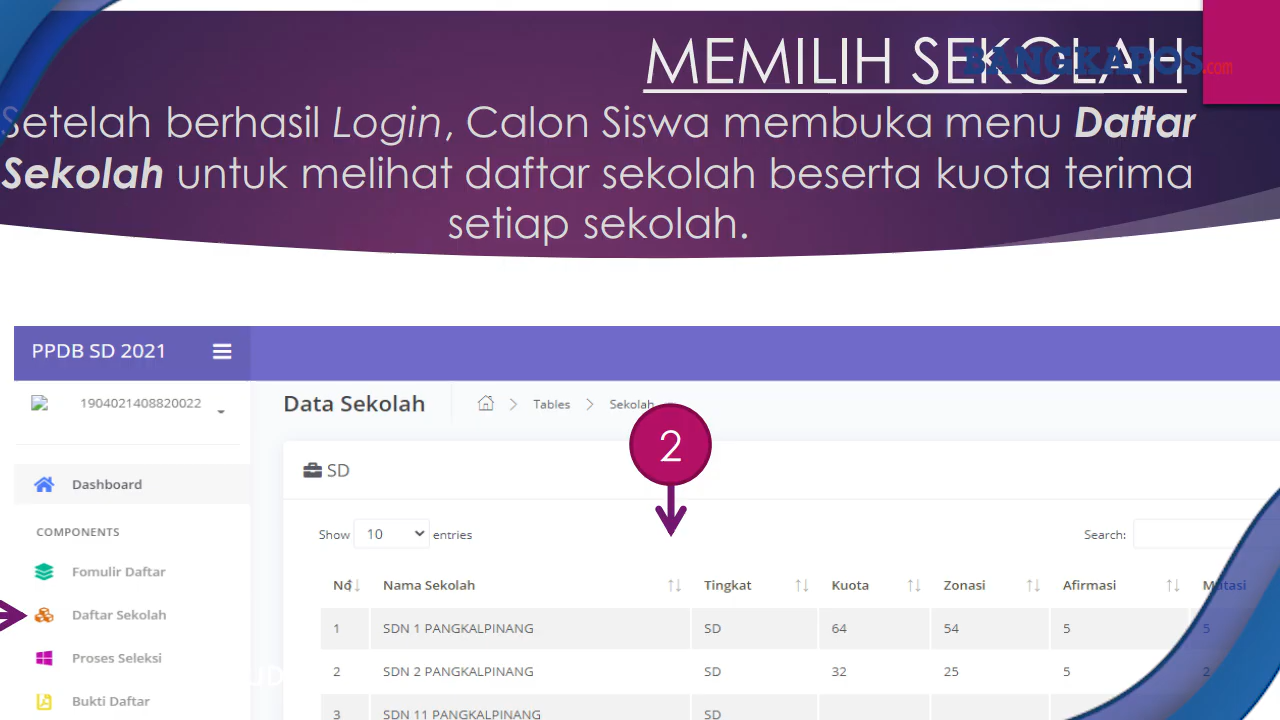 MEMILIH SEKOLAH
BANGKAPOS.com
Setelah berhasil Login, Calon Siswa membuka menu Daftar
Sekolah untuk melihat daftar sekolah beserta kuota terima
setiap sekolah.
PPDB SD 2021
1904021408820022
Data Sekolah
Tables
Sekolah
2
Dashboard
SD
COMPONENTS
Show 10 entries
Search:
Fomulir Daftar
Daftar Sekolah
Proses Seleksi
Bukti Daftar
No Nama Sekolah Tingkat Kuota Zonasi Afirmasi Mutasi
1 SDN 1 PANGKALPINANG SD 64 54 5 5
2 SDN 2 PANGKALPINANG SD 32 25 5 2
3 SDN 11 PANGKALPINANG SD